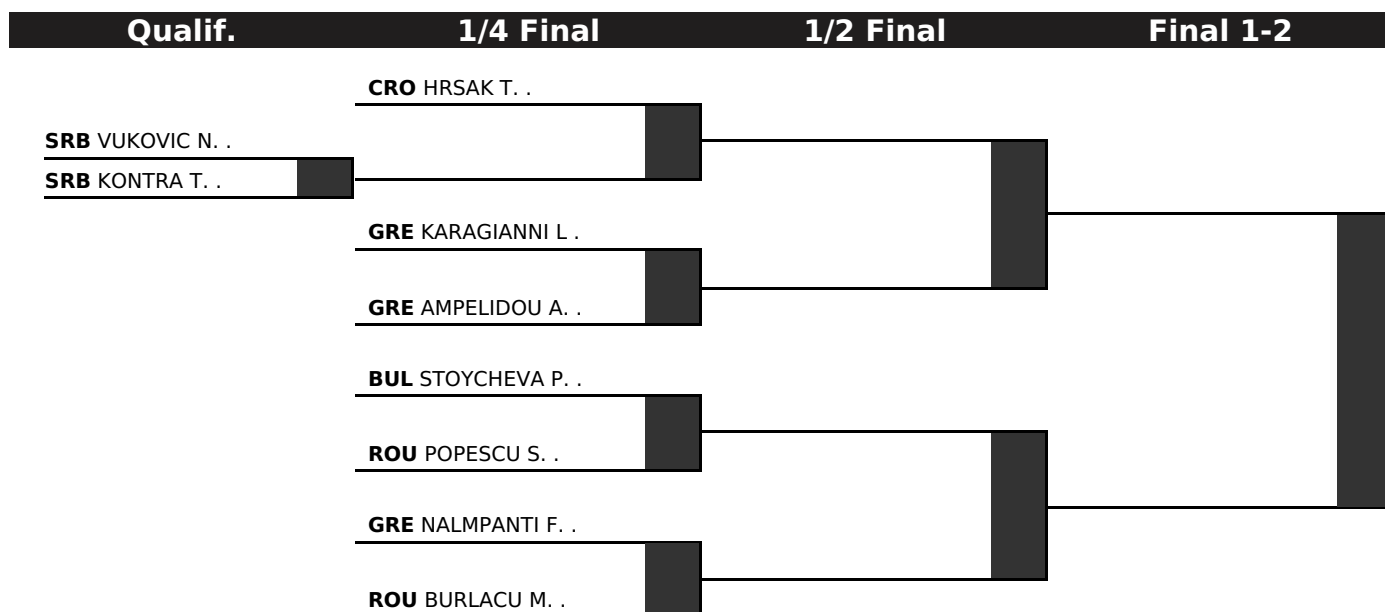 Qualif. 1/4 Final 1/2 Final Final 1-2
CRO HRSAK T. .
SRB VUKOVIC N. .
SRB KONTRA T. .
GRE KARAGIANNI L .
GRE AMPELIDOU A. .
BUL STOYCHEVA P. .
ROU POPESCU S. .
GRE NALMPANTI F. .
ROU BURLACU M. .